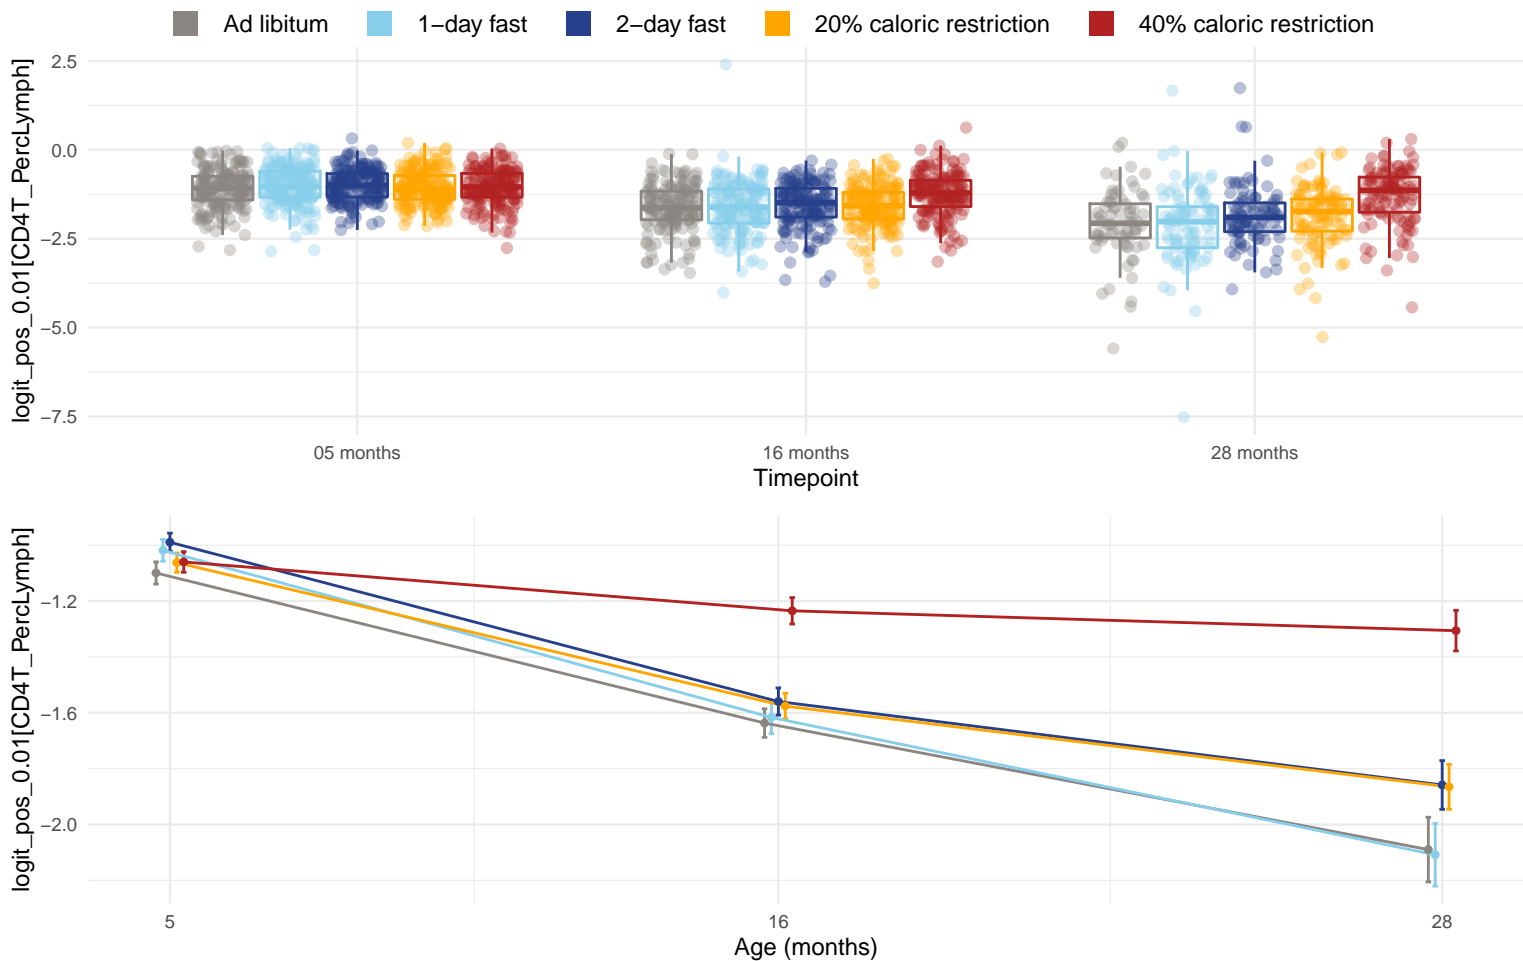 Ad libitum 1−day fast 2−day fast 20% caloric restriction 40% caloric restriction
logit_pos_0.01[CD4T_PercLymph]
2.5
0.0
−2.5
−5.0
−7.5
05 months 16 months 28 months
Timepoint
logit_pos_0.01[CD4T_PercLymph]
−1.2
−1.6
−2.0
5 16 28
Age (months)